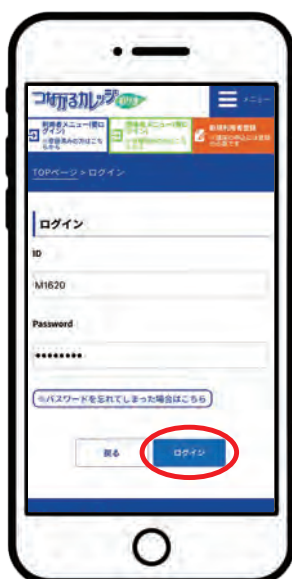 つながるカレッジ
メニュー
利用者メニュー(要ログイン)
新規利用者登録
TOPページ > ログイン
ログイン
ID
M1620
Password
••••••••
※パスワードを忘れてしまった場合はこちら
戻る
ログイン